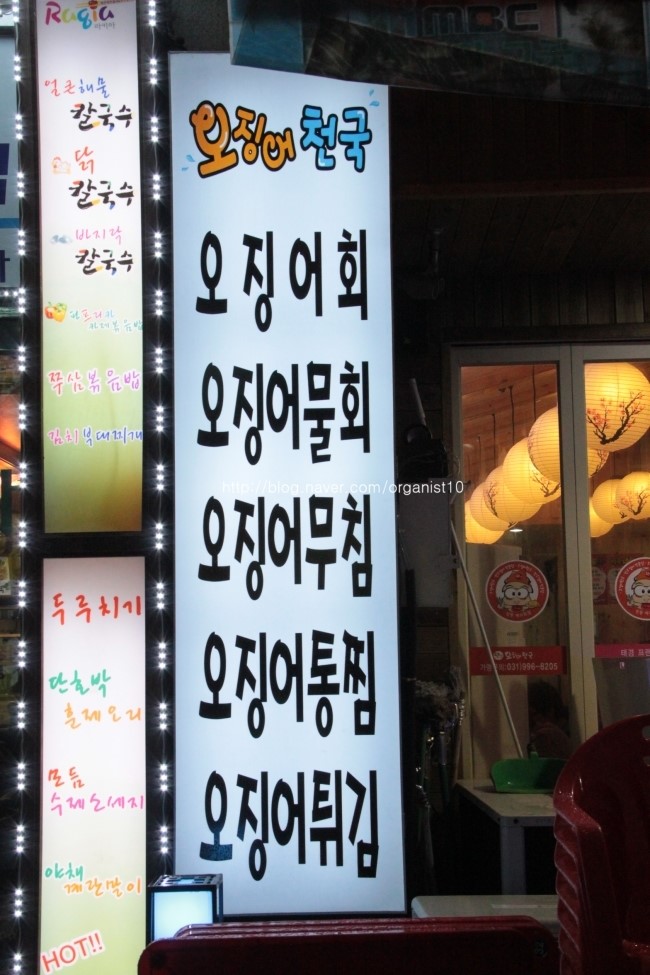 Ragia
얼큰해물
칼국수
닭
칼국수
바지락
칼국수
쭈삼볶음밥
김치부대찌개
두루치기
단호박
훈제오리
모듬
수제소세지
야채
계란말이
HOT!!
오징어 천국
오징어회
오징어물회
오징어무침
오징어통찜
오징어튀김
http://blog.naver.com/organist10
MBC